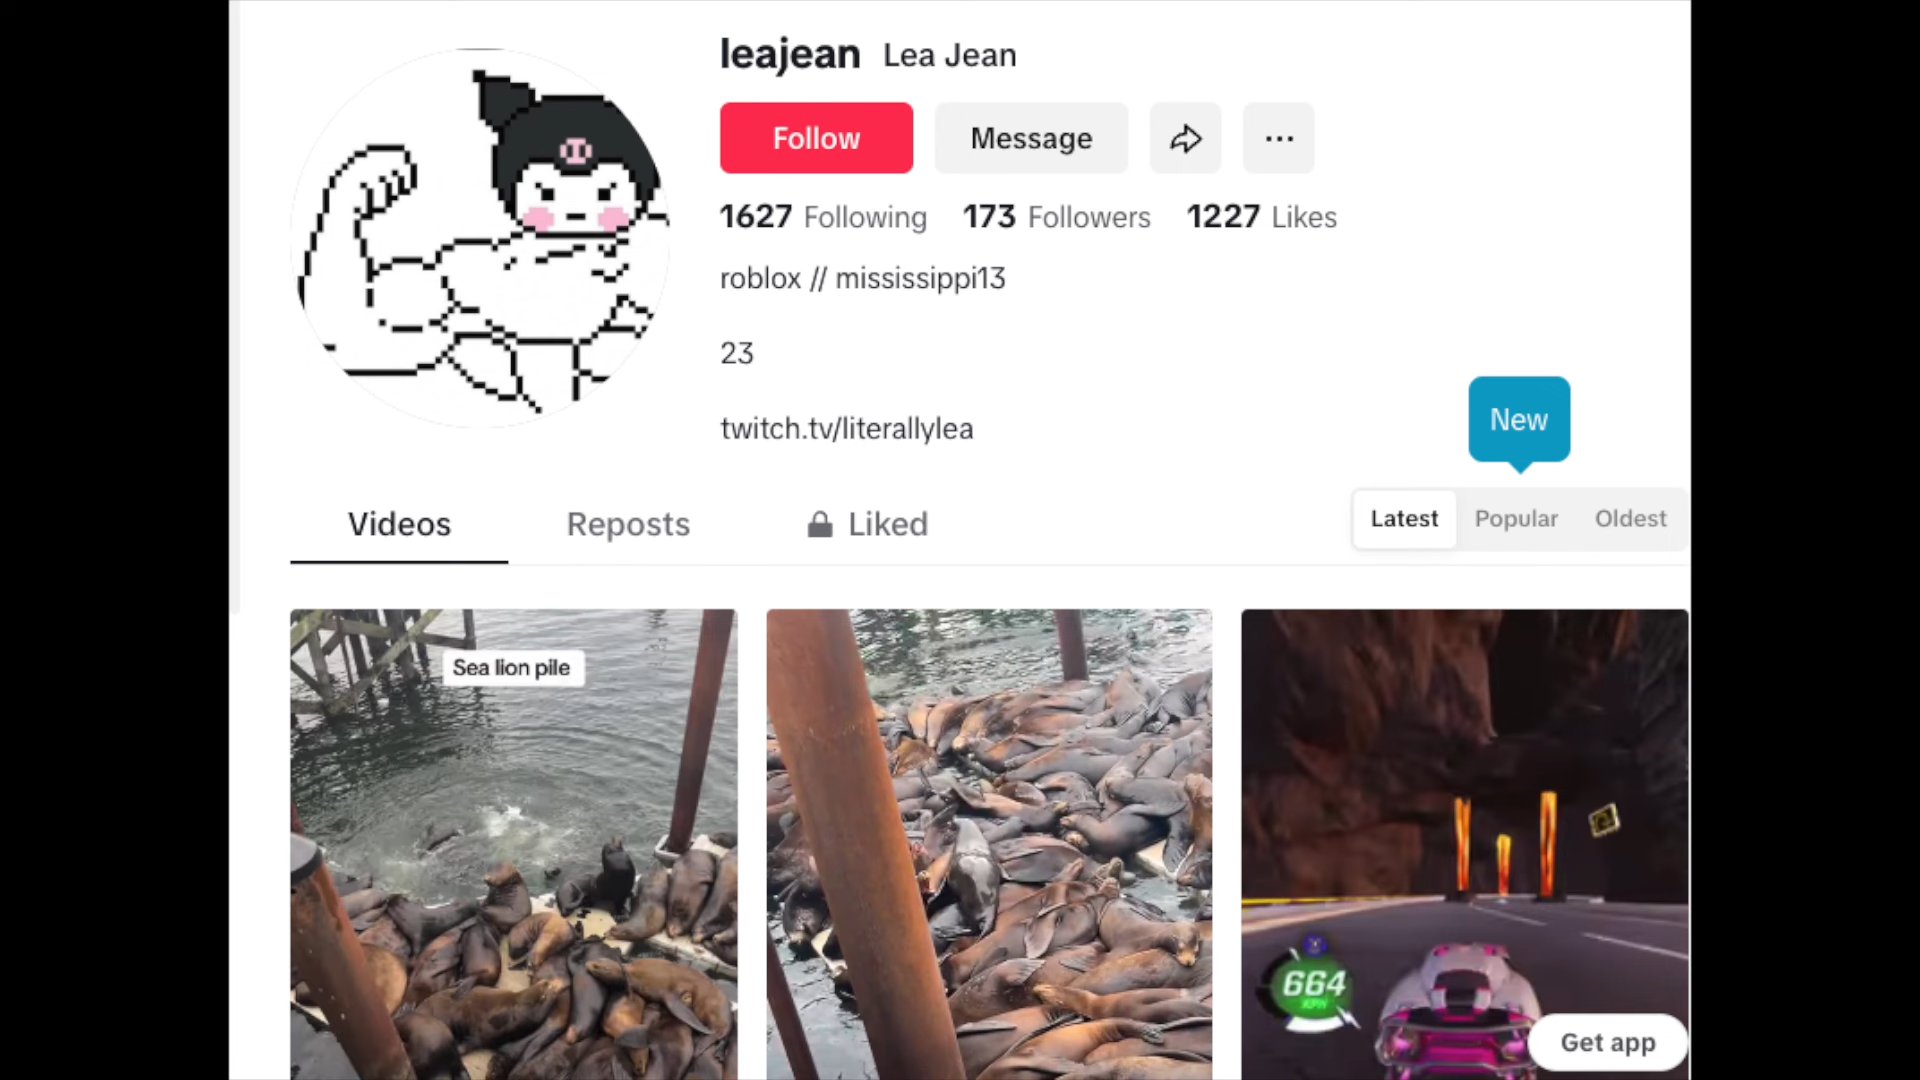 leajean Lea Jean
Follow Message ...
1627 Following 173 Followers 1227 Likes
roblox // mississippi13
23
twitch.tv/literallylea
New
Videos Reposts Liked
Latest Popular Oldest
Sea lion pile
664
KPH
Get app